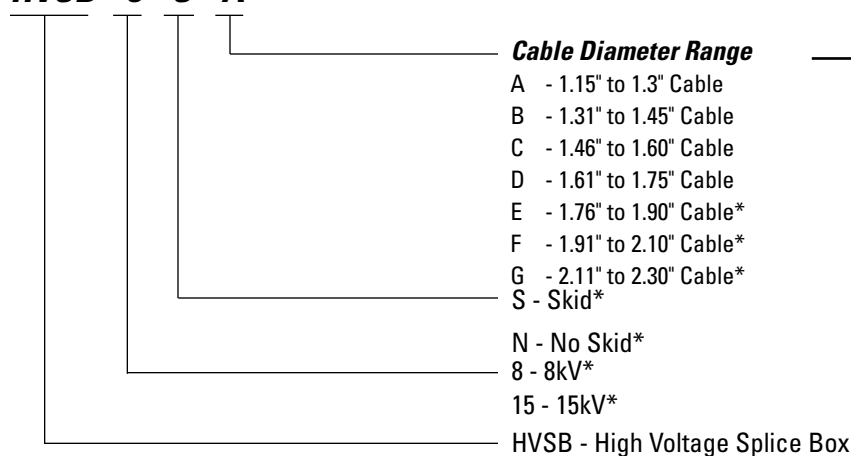 Cable Diameter Range
A - 1.15" to 1.3" Cable
B - 1.31" to 1.45" Cable
C - 1.46" to 1.60" Cable
D - 1.61" to 1.75" Cable
E - 1.76" to 1.90" Cable*
F - 1.91" to 2.10" Cable*
G - 2.11" to 2.30" Cable*
S - Skid*
N - No Skid*
8 - 8kV*
15 - 15kV*
HVSB - High Voltage Splice Box